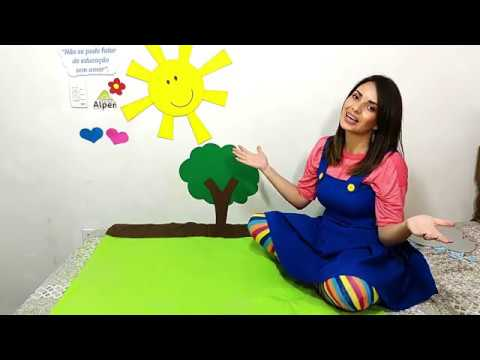 "Não se pode falar
de educação
sem amor".
Alpen